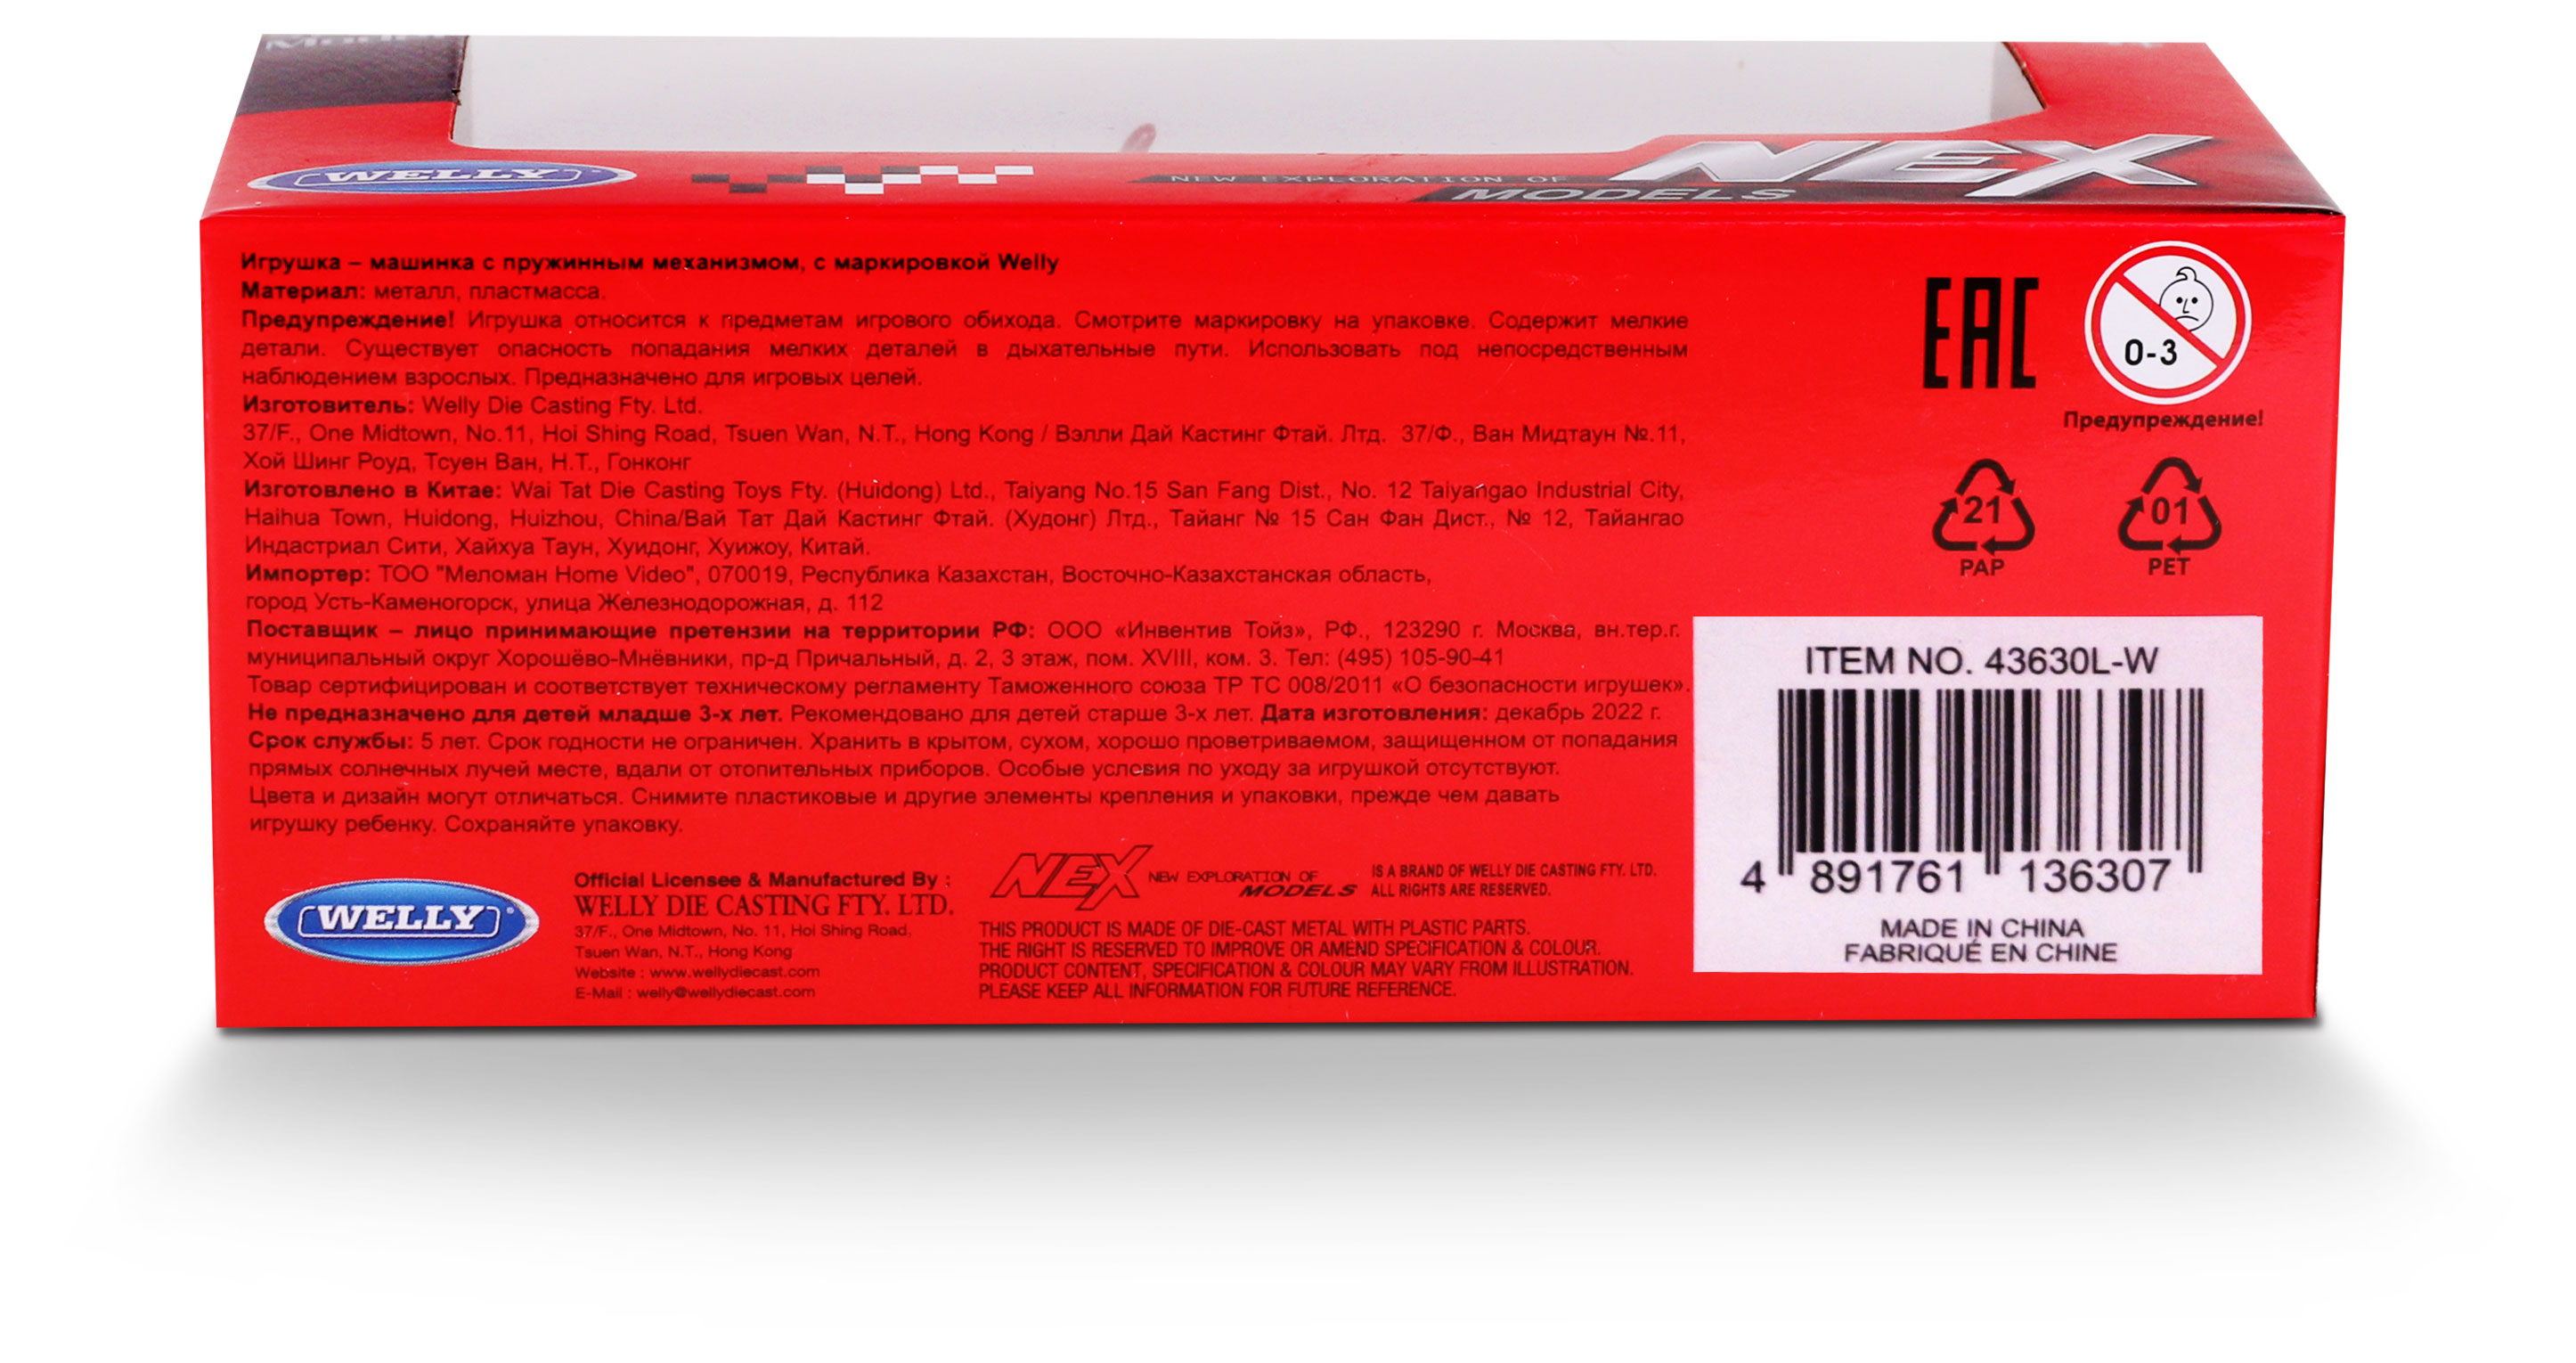 WELLY
NEW EXPLORATION OF
MODELS
NEX
Игрушка – машинка с пружинным механизмом, с маркировкой Welly
Материал: металл, пластмасса.
Предупреждение! Игрушка относится к предметам игрового обихода. Смотрите маркировку на упаковке. Содержит мелкие
детали. Существует опасность попадания мелких деталей в дыхательные пути. Использовать под непосредственным
наблюдением взрослых. Предназначено для игровых целей.
Изготовитель: Welly Die Casting Fty. Ltd.
37/F., One Midtown, No.11, Hoi Shing Road, Tsuen Wan, N.T., Hong Kong / Вэлли Дай Кастинг Фтай. Лтд. 37/Ф., Ван Мидтаун №.11,
Хой Шинг Роуд, Тсуен Ван, Н.Т., Гонконг
Изготовлено в Китае: Wai Tat Die Casting Toys Fty. (Huidong) Ltd., Taiyang No.15 San Fang Dist., No. 12 Taiyangao Industrial City,
Haihua Town, Huidong, Huizhou, China/Вай Тат Дай Кастинг Фтай. (Худонг) Лтд., Тайанг № 15 Сан Фан Дист., № 12, Тайангао
Индастриал Сити, Хайхуа Таун, Хуидонг, Хуижоу, Китай.
Импортер: ТОО "Меломан Home Video", 070019, Республика Казахстан, Восточно-Казахстанская область,
город Усть-Каменогорск, улица Железнодорожная, д. 112
Поставщик – лицо принимающие претензии на территории РФ: ООО «Инвентив Тойз», РФ., 123290 г. Москва, вн.тер.г.
муниципальный округ Хорошёво-Мнёвники, пр-д Причальный, д. 2, 3 этаж, пом. XVIII, ком. 3. Тел: (495) 105-90-41
Товар сертифицирован и соответствует техническому регламенту Таможенного союза ТР ТС 008/2011 «О безопасности игрушек».
Не предназначено для детей младше 3-х лет. Рекомендовано для детей старше 3-х лет. Дата изготовления: декабрь 2022 г.
Срок службы: 5 лет. Срок годности не ограничен. Хранить в крытом, сухом, хорошо проветриваемом, защищенном от попадания
прямых солнечных лучей месте, вдали от отопительных приборов. Особые условия по уходу за игрушкой отсутствуют.
Цвета и дизайн могут отличаться. Снимите пластиковые и другие элементы крепления и упаковки, прежде чем давать
игрушку ребенку. Сохраняйте упаковку.
EAC
0-3
Предупреждение!
21
PAP
01
PET
ITEM NO. 43630L-W
4 891761 136307
MADE IN CHINA
FABRIQUÉ EN CHINE
WELLY
Official Licensee & Manufactured By :
WELLY DIE CASTING FTY. LTD.
37/F., One Midtown, No. 11, Hoi Shing Road,
Tsuen Wan, N.T., Hong Kong
Website : www.wellydiecast.com
E-Mail : welly@wellydiecast.com
NEX NEW EXPLORATION OF
MODELS
IS A BRAND OF WELLY DIE CASTING FTY. LTD.
ALL RIGHTS ARE RESERVED.
THIS PRODUCT IS MADE OF DIE-CAST METAL WITH PLASTIC PARTS.
THE RIGHT IS RESERVED TO IMPROVE OR AMEND SPECIFICATION & COLOUR.
PRODUCT CONTENT, SPECIFICATION & COLOUR MAY VARY FROM ILLUSTRATION.
PLEASE KEEP ALL INFORMATION FOR FUTURE REFERENCE.